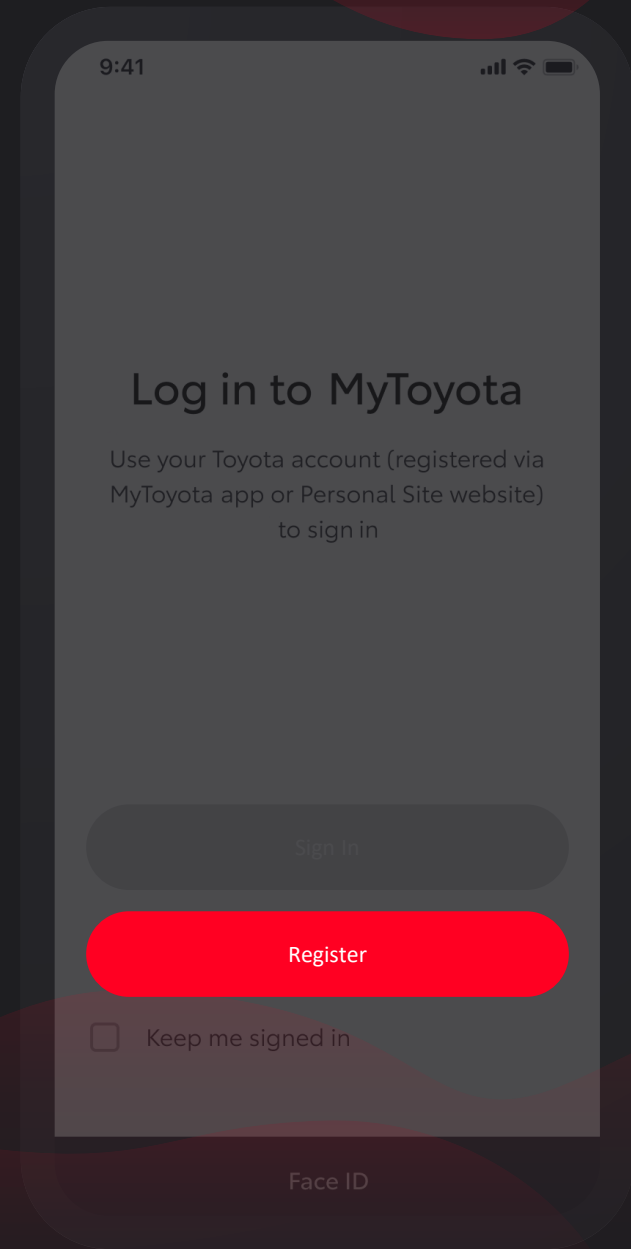 9:41
Log in to MyToyota
Use your Toyota account (registered via
MyToyota app or Personal Site website)
to sign in
Sign In
Register
Keep me signed in
Face ID